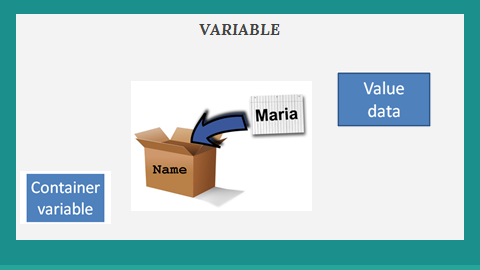 VARIABLE
Value
data
Maria
Name
Container
variable